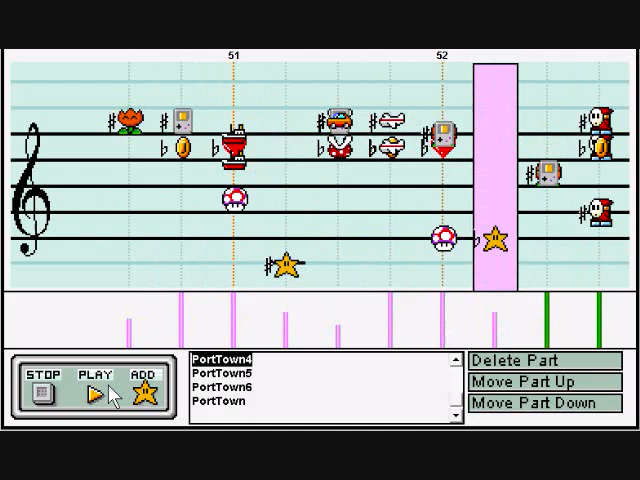 51 52
STOP PLAY ADD
PortTown4
PortTown5
PortTown6
PortTown
Delete Part
Move Part Up
Move Part Down